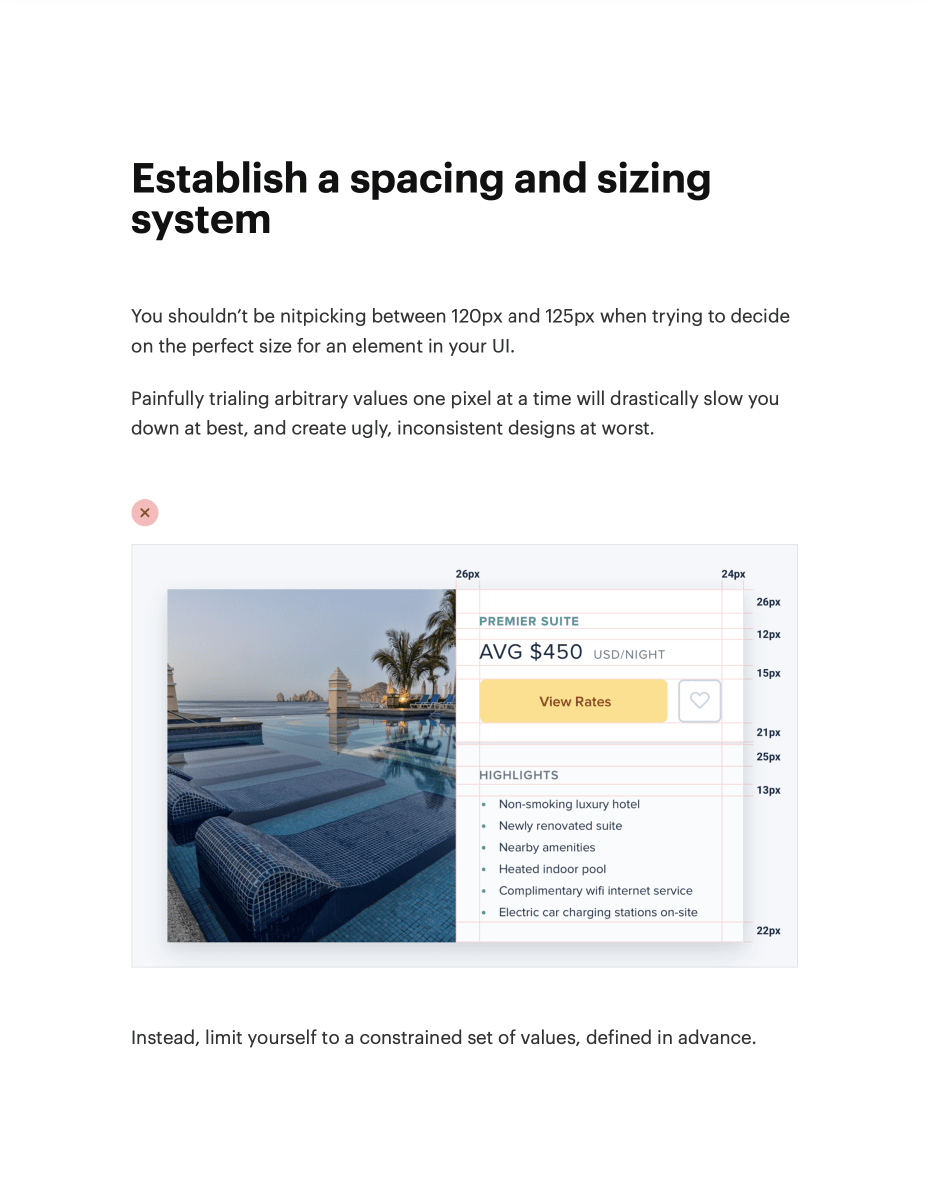 Establish a spacing and sizing
system
You shouldn’t be nitpicking between 120px and 125px when trying to decide
on the perfect size for an element in your UI.
Painfully trialing arbitrary values one pixel at a time will drastically slow you
down at best, and create ugly, inconsistent designs at worst.
26px
24px
26px
PREMIER SUITE
12px
AVG $450 USD/NIGHT
15px
View Rates
21px
25px
HIGHLIGHTS
13px
• Non-smoking luxury hotel
• Newly renovated suite
• Nearby amenities
• Heated indoor pool
• Complimentary wifi internet service
• Electric car charging stations on-site
22px
Instead, limit yourself to a constrained set of values, defined in advance.